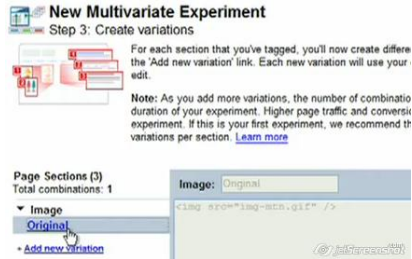 New Multivariate Experiment
Step 3: Create variations
For each section that you've tagged, you'll now create differe
the 'Add new variation' link. Each new variation will use your
edit.
Note: As you add more variations, the number of combinatio
duration of your experiment. Higher page traffic and conversi
experiment. If this is your first experiment, we recommend th
variations per section. Learn more
Page Sections (3)
Total combinations: 1
Image
Original
+ Add new variation
Image: Original
<img src="img-mtn.gif" />
jetScreenshot